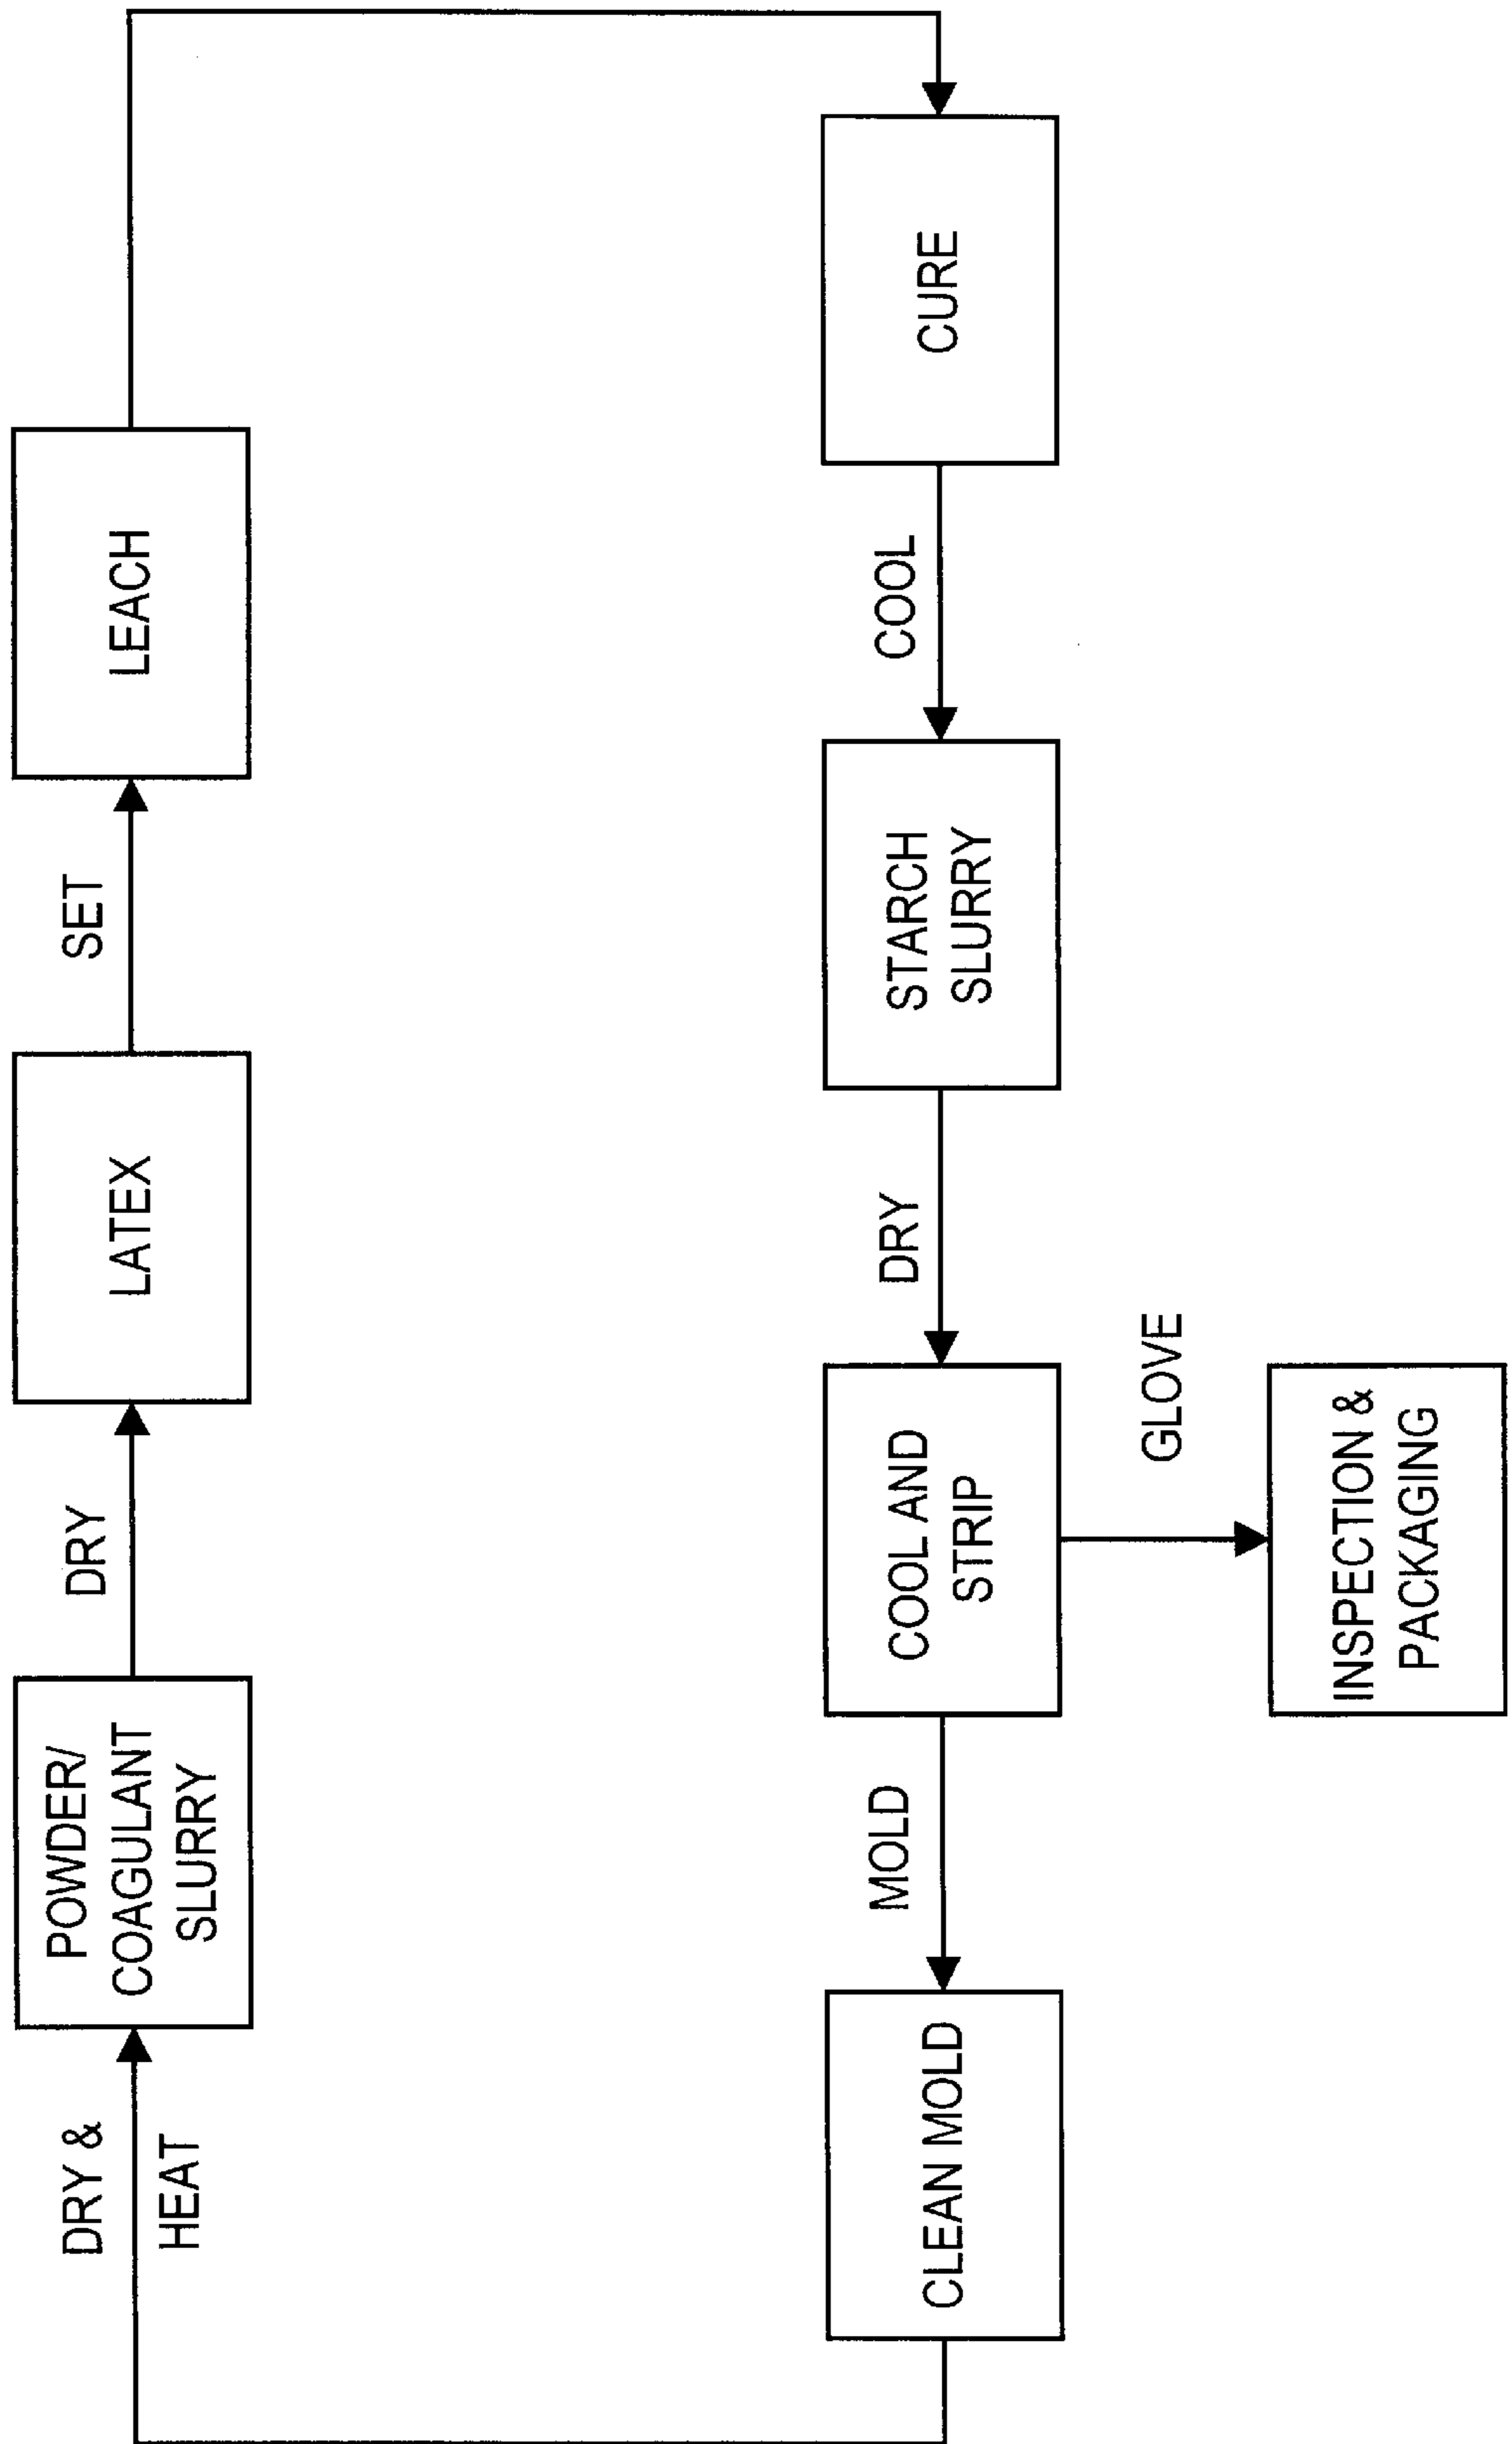 DRY &
HEAT
POWDER/
COAGULANT
SLURRY
DRY
LATEX
SET
LEACH
CURE
COOL
STARCH
SLURRY
DRY
COOL AND
STRIP
GLOVE
INSPECTION &
PACKAGING
MOLD
CLEAN MOLD